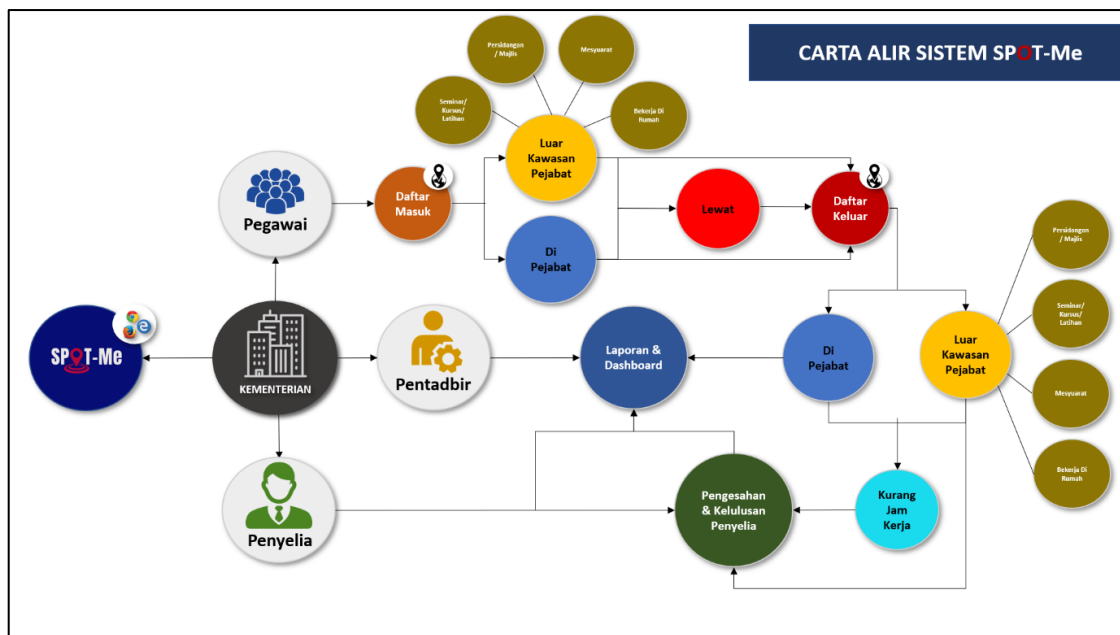 CARTA ALIR SISTEM SPOT-Me
Persidangan
/ Majlis
Mesyuarat
Seminar/
Kursus/
Latihan
Bekerja Di
Rumah
Luar
Kawasan
Pejabat
Pegawai
Daftar
Masuk
Lewat
Daftar
Keluar
Di
Pejabat
Persidangan
/ Majlis
Seminar/
Kursus/
Latihan
SPOT-Me
KEMENTERIAN
Pentadbir
Laporan &
Dashboard
Di
Pejabat
Luar
Kawasan
Pejabat
Mesyuarat
Bekerja Di
Rumah
Penyelia
Pengesahan
& Kelulusan
Penyelia
Kurang
Jam
Kerja